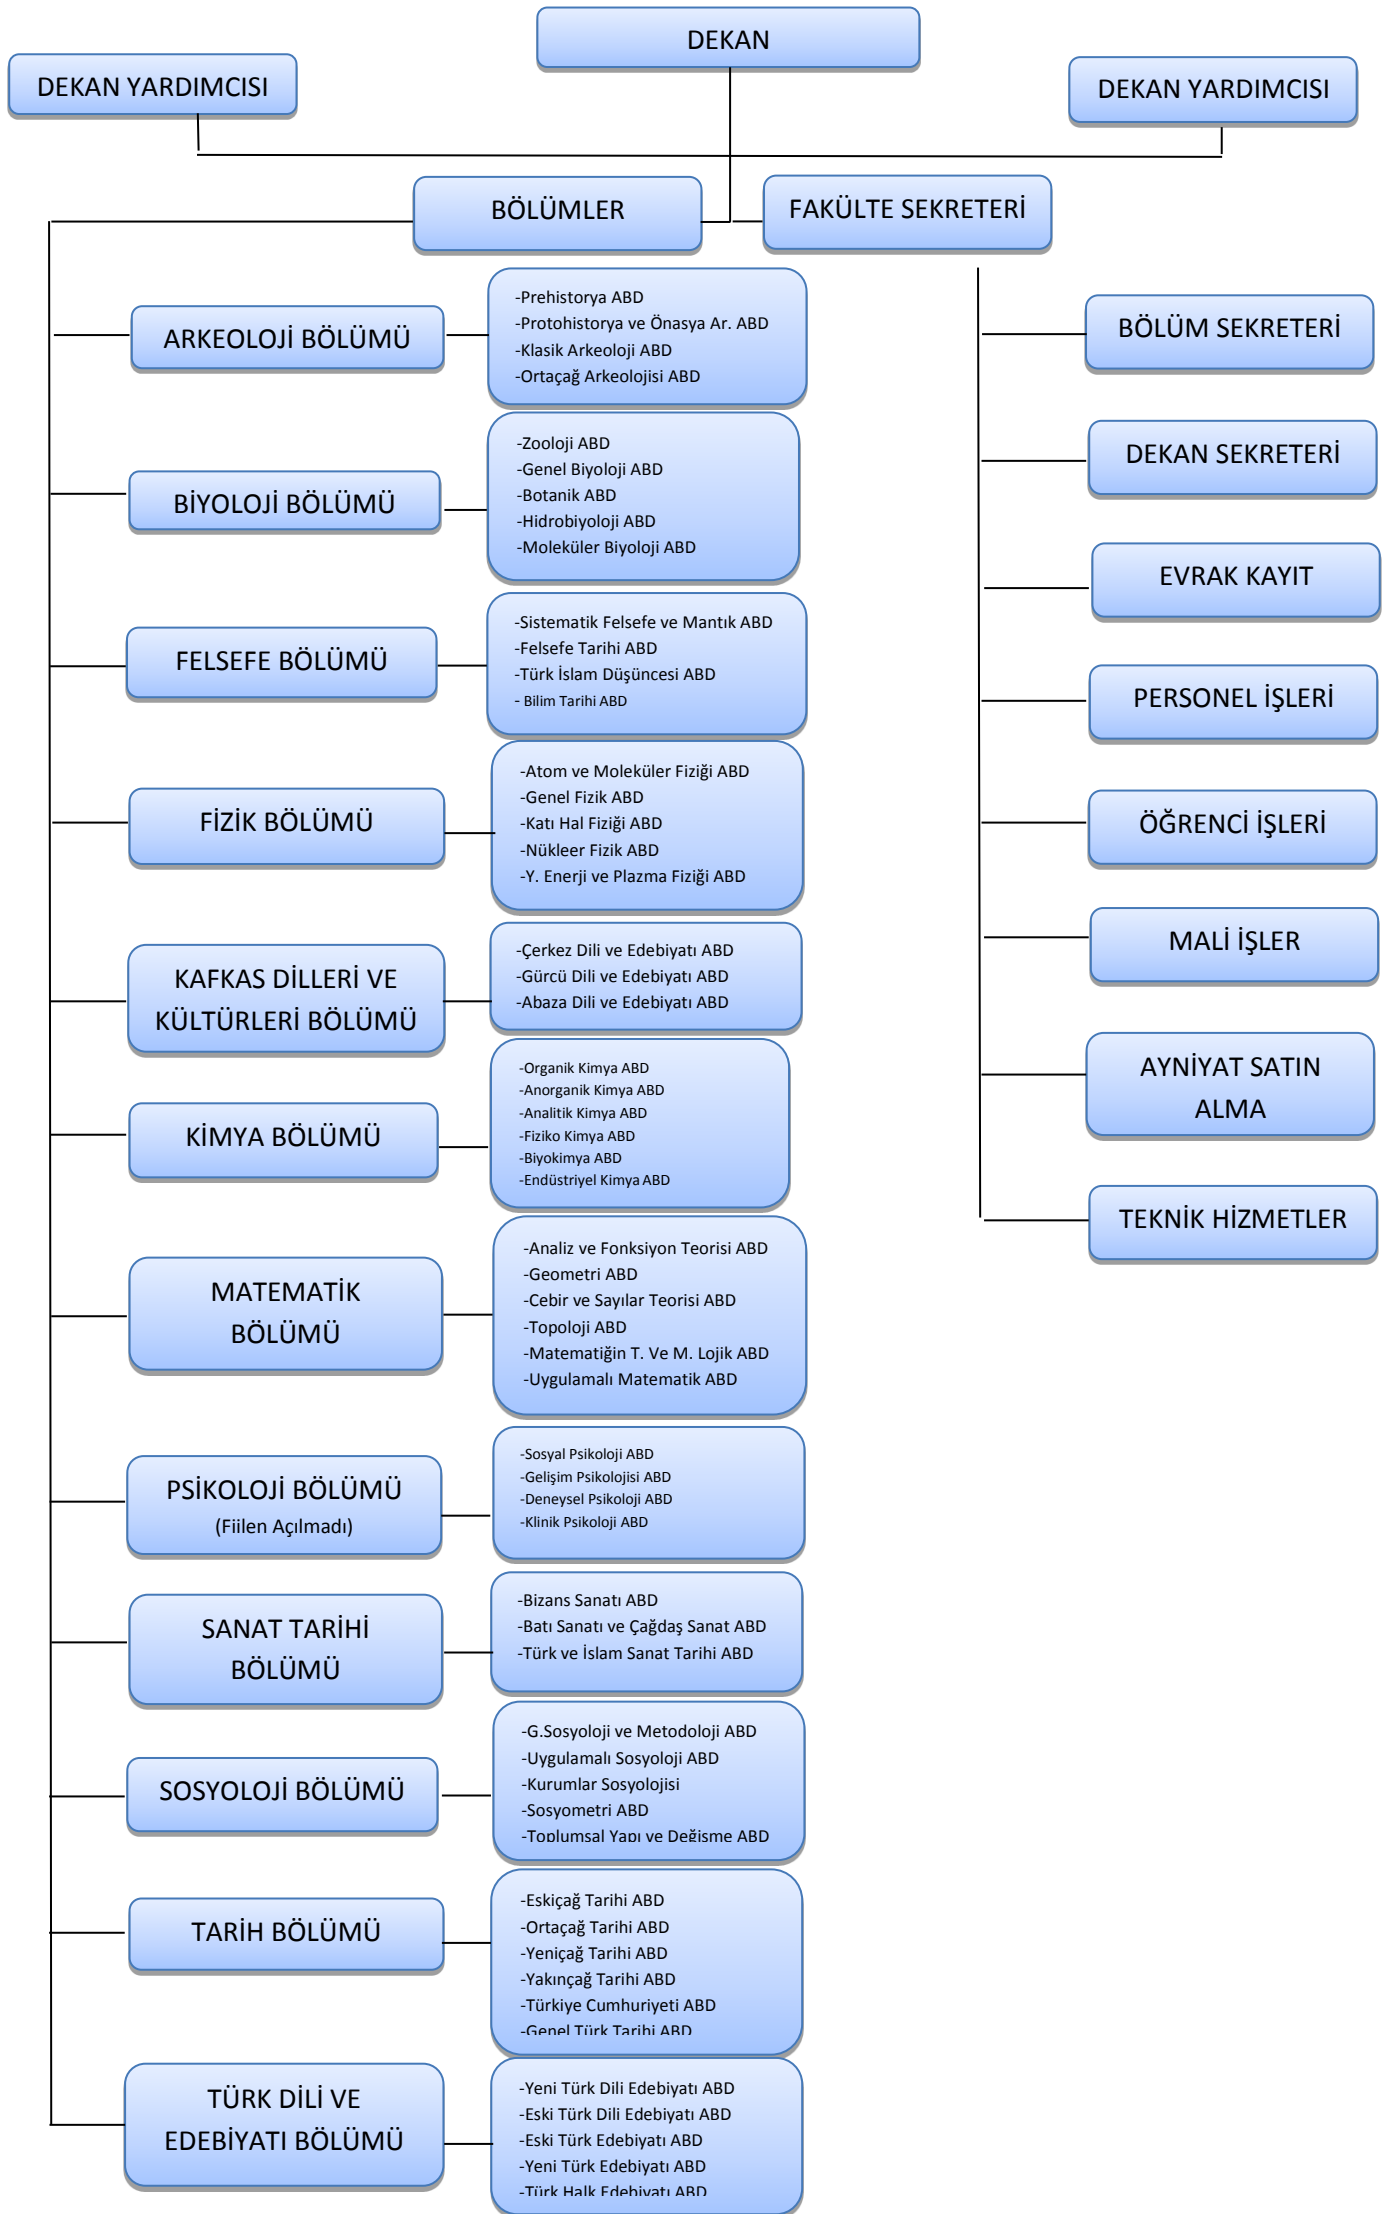 DEKAN
DEKAN YARDIMCISI
DEKAN YARDIMCISI
BÖLÜMLER
FAKÜLTE SEKRETERİ
ARKEOLOJİ BÖLÜMÜ
-Prehistorya ABD
-Protohistorya ve Önasya Ar. ABD
-Klasik Arkeoloji ABD
-Ortaçağ Arkeolojisi ABD
BİYOLOJİ BÖLÜMÜ
-Zooloji ABD
-Genel Biyoloji ABD
-Botanik ABD
-Hidrobiyoloji ABD
-Moleküler Biyoloji ABD
FELSEFE BÖLÜMÜ
-Sistematik Felsefe ve Mantık ABD
-Felsefe Tarihi ABD
-Türk İslam Düşüncesi ABD
- Bilim Tarihi ABD
FİZİK BÖLÜMÜ
-Atom ve Moleküler Fiziği ABD
-Genel Fizik ABD
-Katı Hal Fiziği ABD
-Nükleer Fizik ABD
-Y. Enerji ve Plazma Fiziği ABD
KAFKAS DİLLERİ VE
KÜLTÜRLERİ BÖLÜMÜ
-Çerkez Dili ve Edebiyatı ABD
-Gürcü Dili ve Edebiyatı ABD
-Abaza Dili ve Edebiyatı ABD
KİMYA BÖLÜMÜ
-Organik Kimya ABD
-Anorganik Kimya ABD
-Analitik Kimya ABD
-Fiziko Kimya ABD
-Biyokimya ABD
-Endüstriyel Kimya ABD
MATEMATİK
BÖLÜMÜ
-Analiz ve Fonksiyon Teorisi ABD
-Geometri ABD
-Cebir ve Sayılar Teorisi ABD
-Topoloji ABD
-Matematiğin T. Ve M. Lojik ABD
-Uygulamalı Matematik ABD
PSİKOLOJİ BÖLÜMÜ
(Fiilen Açılmadı)
-Sosyal Psikoloji ABD
-Gelişim Psikolojisi ABD
-Deneysel Psikoloji ABD
-Klinik Psikoloji ABD
SANAT TARİHİ
BÖLÜMÜ
-Bizans Sanatı ABD
-Batı Sanatı ve Çağdaş Sanat ABD
-Türk ve İslam Sanat Tarihi ABD
SOSYOLOJİ BÖLÜMÜ
-G.Sosyoloji ve Metodoloji ABD
-Uygulamalı Sosyoloji ABD
-Kurumlar Sosyolojisi
-Sosyometri ABD
-Toplumsal Yapı ve Değişme ABD
TARİH BÖLÜMÜ
-Eskiçağ Tarihi ABD
-Ortaçağ Tarihi ABD
-Yeniçağ Tarihi ABD
-Yakınçağ Tarihi ABD
-Türkiye Cumhuriyeti ABD
-Genel Türk Tarihi ABD
TÜRK DİLİ VE
EDEBİYATI BÖLÜMÜ
-Yeni Türk Dili Edebiyatı ABD
-Eski Türk Dili Edebiyatı ABD
-Eski Türk Edebiyatı ABD
-Yeni Türk Edebiyatı ABD
-Türk Halk Edebiyatı ABD
BÖLÜM SEKRETERİ
DEKAN SEKRETERİ
EVRAK KAYIT
PERSONEL İŞLERİ
ÖĞRENCİ İŞLERİ
MALİ İŞLER
AYNİYAT SATIN
ALMA
TEKNİK HİZMETLER